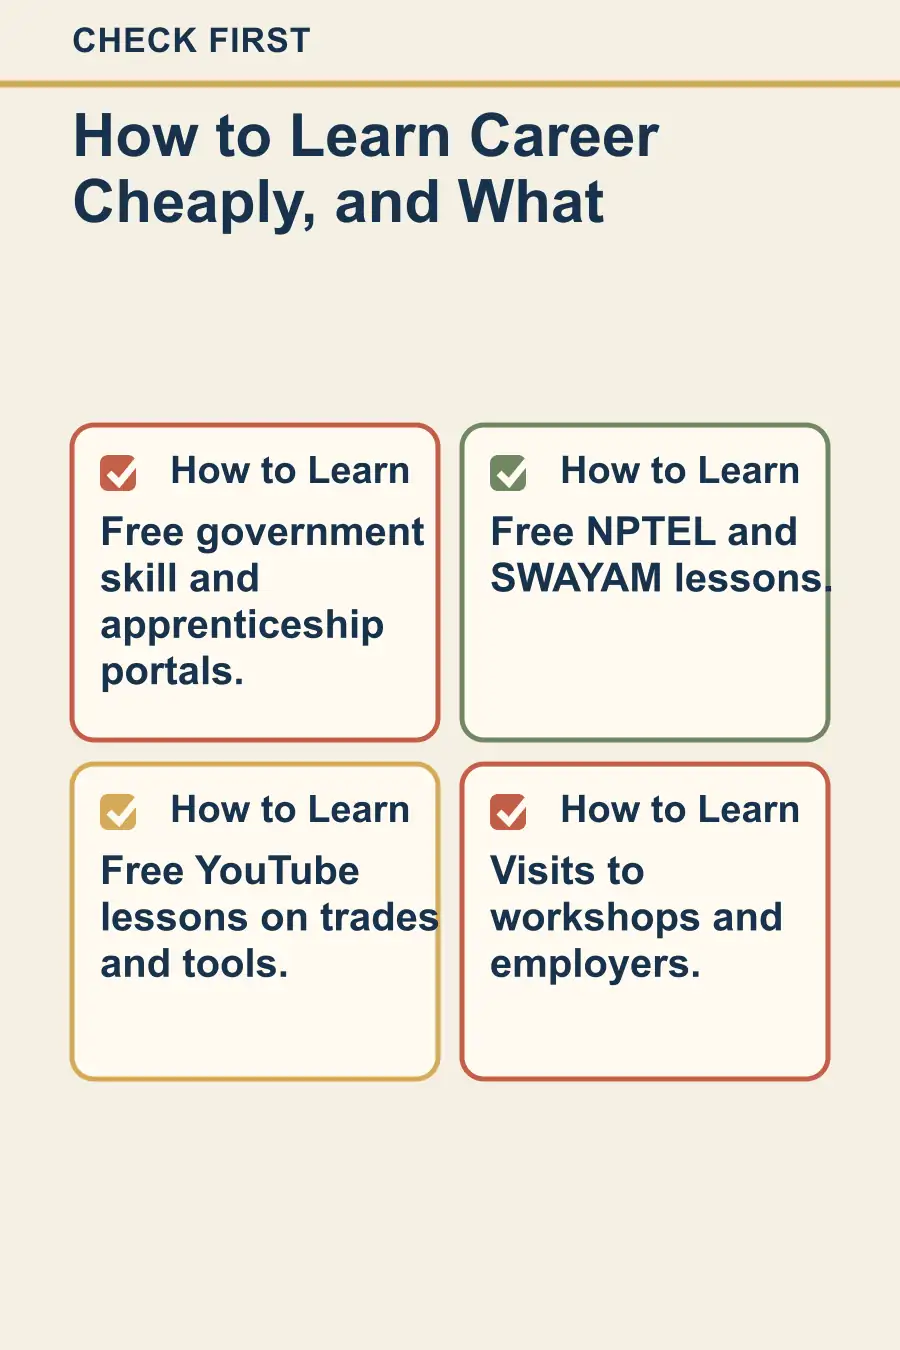 CHECK FIRST
How to Learn Career
Cheaply, and What
How to Learn
Free government
skill and
apprenticeship
portals.
How to Learn
Free NPTEL and
SWAYAM lessons.
How to Learn
Free YouTube
lessons on trades
and tools.
How to Learn
Visits to
workshops and
employers.